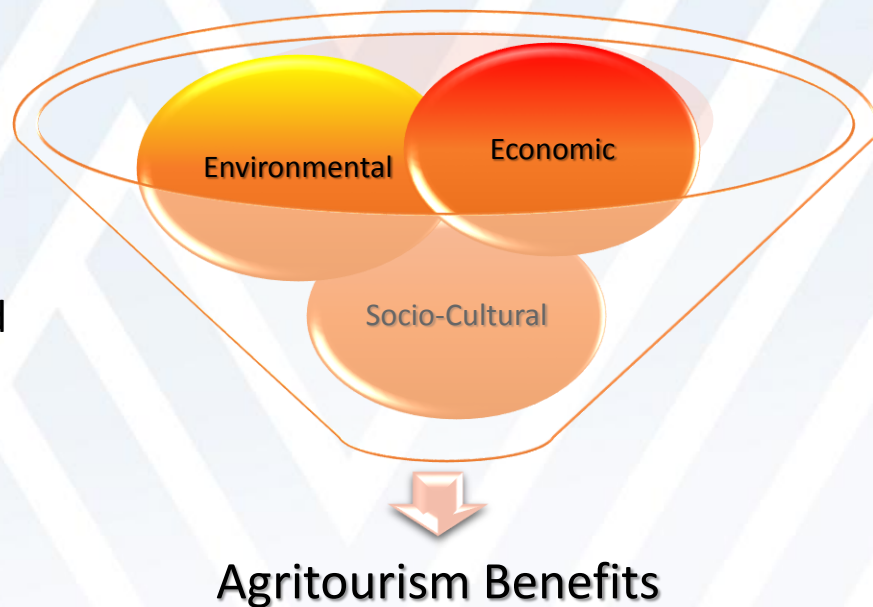 Environmental
Economic
Socio-Cultural
Agritourism Benefits